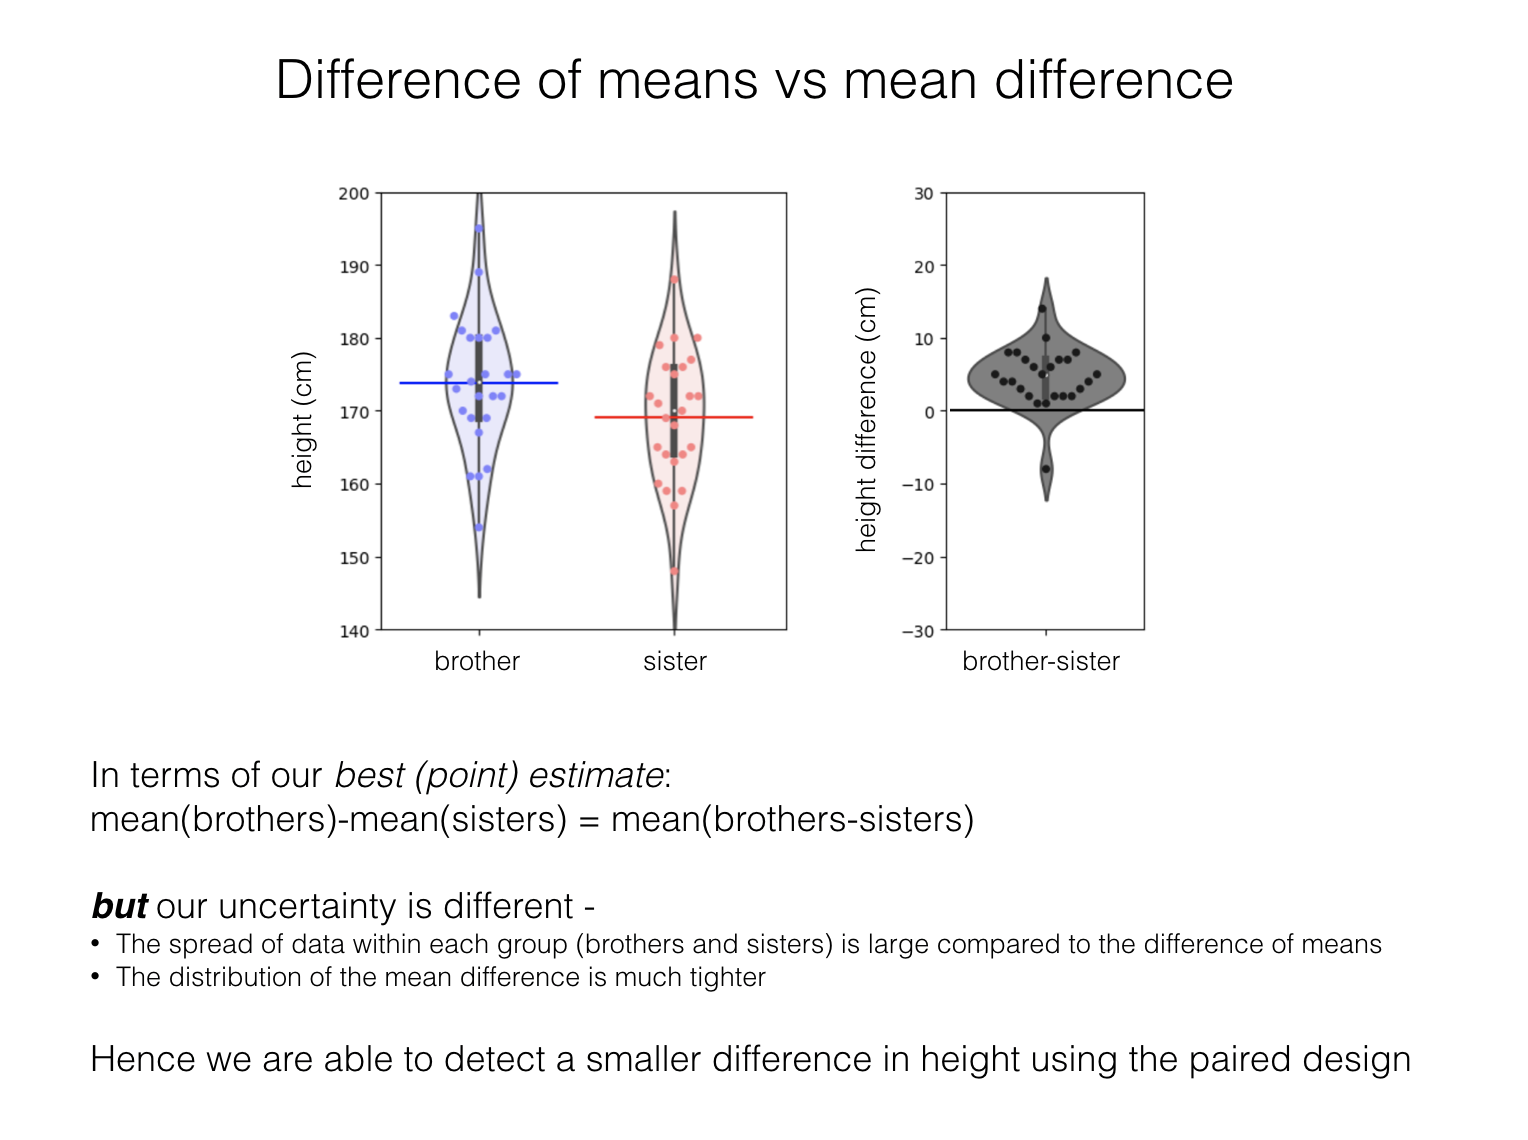 Difference of means vs mean difference
200
190
180
170
160
150
140
height (cm)
brother
sister
30
20
10
0
−10
−20
−30
height difference (cm)
brother-sister
In terms of our best (point) estimate:
mean(brothers)-mean(sisters) = mean(brothers-sisters)
but our uncertainty is different -
• The spread of data within each group (brothers and sisters) is large compared to the difference of means
• The distribution of the mean difference is much tighter
Hence we are able to detect a smaller difference in height using the paired design